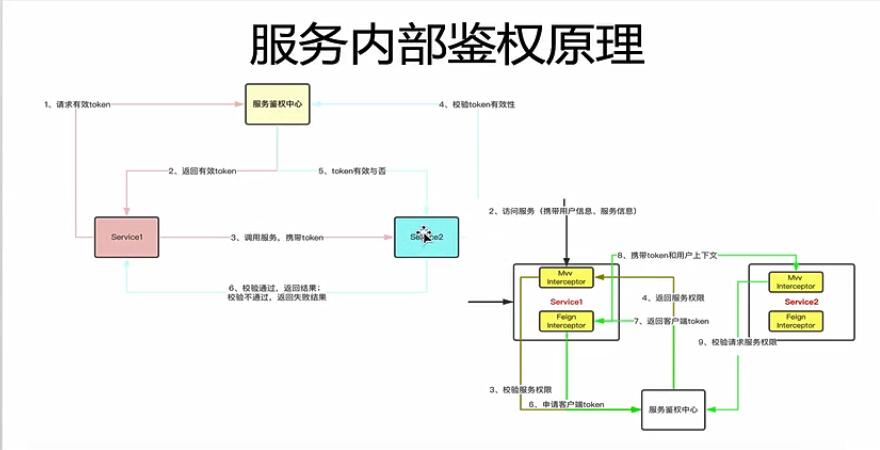 服务内部鉴权原理
1、请求有效token
服务鉴权中心
4、校验token有效性
2、返回有效token
5、token有效与否
Service1
3、调用服务，携带token
6、校验通过，返回结果；
校验不通过，返回失败结果
2、访问服务（携带用户信息、服务信息）
8、携带token和用户上下文
Mvv
Interceptor
Service1
Feign
Interceptor
4、返回服务权限
7、返回客户端token
Mvv
Interceptor
Service2
Feign
Interceptor
9、校验请求服务权限
3、校验服务权限
6、申请客户端token
服务鉴权中心